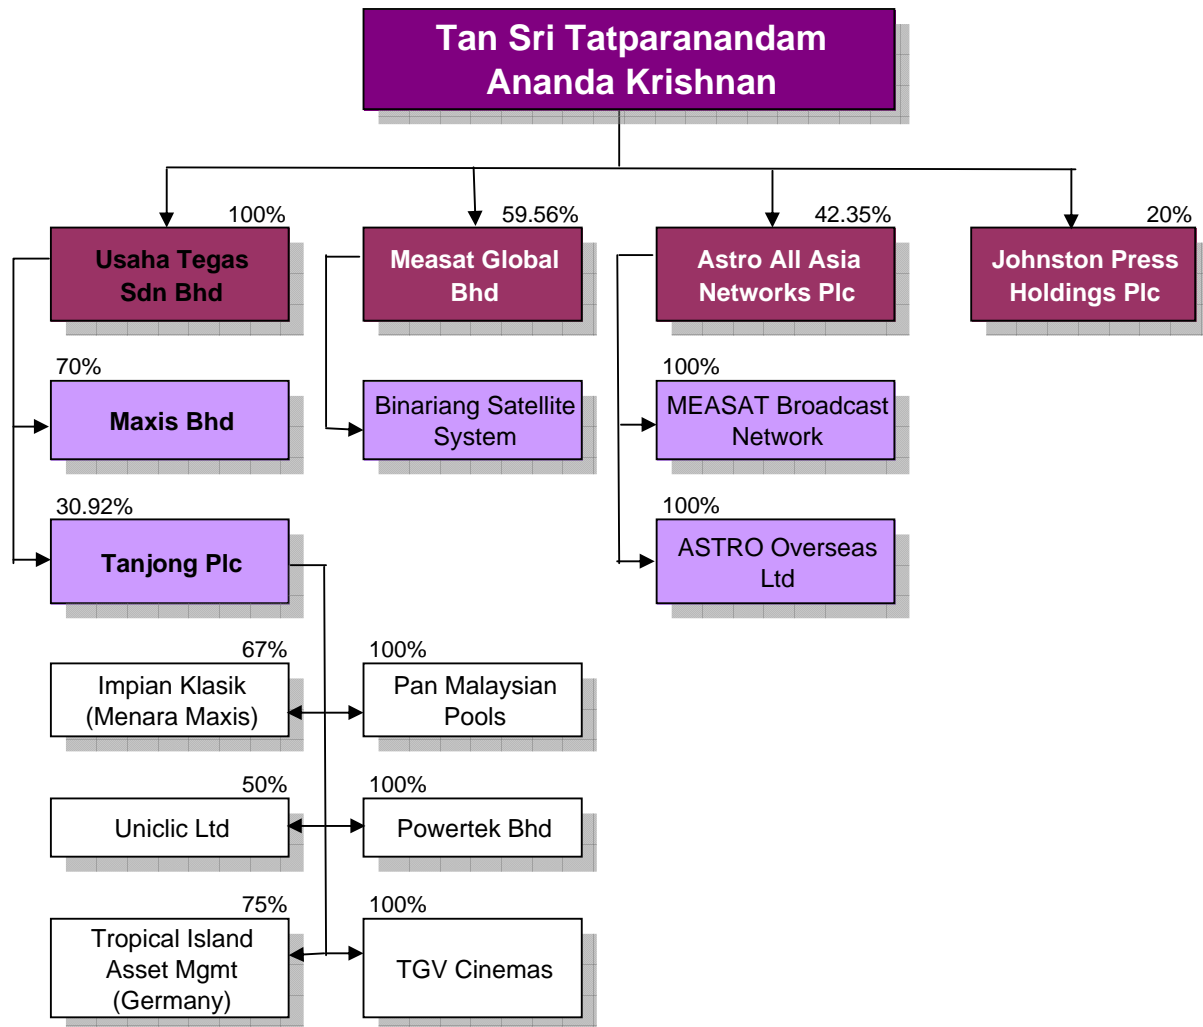 Tan Sri Tatparanandam
Ananda Krishnan
100%
59.56%
42.35%
20%
Usaha Tegas
Sdn Bhd
Measat Global
Bhd
Astro All Asia
Networks Plc
Johnston Press
Holdings Plc
70%
Maxis Bhd
Binariang Satellite
System
100%
MEASAT Broadcast
Network
30.92%
Tanjong Plc
100%
ASTRO Overseas
Ltd
67%
Impian Klasik
(Menara Maxis)
100%
Pan Malaysian
Pools
50%
Uniclic Ltd
100%
Powertek Bhd
75%
Tropical Island
Asset Mgmt
(Germany)
100%
TGV Cinemas